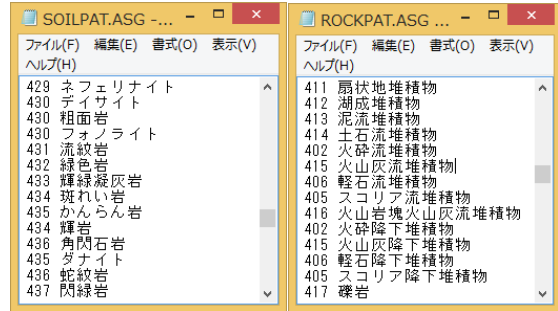 SOILPAT.ASG -...
ファイル(F) 編集(E) 書式(O) 表示(V)
ヘルプ(H)
429 ネフェリナイト
430 デイサイト
430 粗面岩
430 フォノライト
431 流紋岩
432 緑色岩
433 輝緑凝灰岩
434 斑れい岩
435 かんらん岩
434 輝岩
436 角閃石岩
435 ダナイト
436 蛇紋岩
437 閃緑岩
ROCKPAT.ASG ...
ファイル(F) 編集(E) 書式(O) 表示(V)
ヘルプ(H)
411 扇状地堆積物
412 湖成堆積物
413 泥流堆積物
414 土石流堆積物
402 火砕流堆積物
415 火山灰流堆積物
406 軽石流堆積物
405 スコリア流堆積物
416 火山岩塊火山灰流堆積物
402 火砕降下堆積物
415 火山灰降下堆積物
406 軽石降下堆積物
405 スコリア降下堆積物
417 礫岩